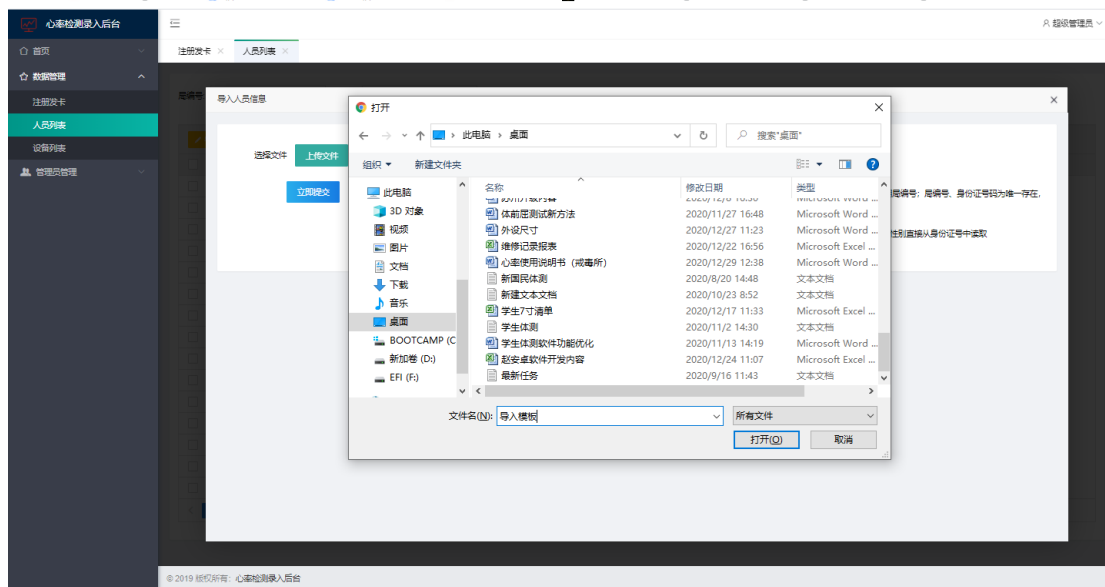 心率检测录入后台
超级管理员
首页
注册发卡
人员列表
数据管理
注册发卡
人员列表
设备列表
管理员管理
局编号
导入人员信息
选择文件
上传文件
立即提交
局编号；局编号、身份证号码为唯一存在，
性别直接从身份证号中读取
打开
此电脑 › 桌面
搜索"桌面"
组织
新建文件夹
此电脑
3D 对象
视频
图片
文档
下载
音乐
桌面
BOOTCAMP (C
新加卷 (D:)
EFI (F:)
名称 修改日期 类型
体前屈测试新方法 2020/11/27 16:48 Microsoft Word ...
外设尺寸 2020/12/27 11:23 Microsoft Word ...
维修记录报表 2020/12/22 16:56 Microsoft Excel ...
心率使用说明书（戒毒所） 2020/12/29 12:38 Microsoft Word ...
新国民体测 2020/8/20 14:48 文本文档
新建文本文档 2020/10/23 8:52 文本文档
学生7寸清单 2020/12/17 11:33 Microsoft Excel ...
学生体测 2020/11/2 14:30 文本文档
学生体测软件功能优化 2020/11/13 14:19 Microsoft Word ...
赵安卓软件开发内容 2020/12/24 11:07 Microsoft Excel ...
最新任务 2020/9/16 11:43 文本文档
文件名(N): 导入模板
所有文件
打开(O)
取消
© 2019 版权所有：心率检测录入后台